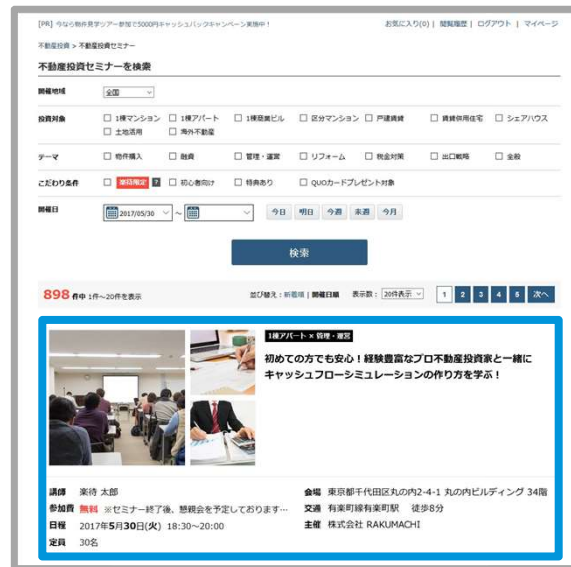 [PR] 今なら物件見学ツアー参加で5000円キャッシュバックキャンペーン実施中！ お気に入り(0) | 閲覧履歴 | ログアウト | マイページ
不動産投資 > 不動産投資セミナー
不動産投資セミナーを検索
開催地域 全国
投資対象 1棟マンション 1棟アパート 1棟商業ビル 区分マンション 戸建賃貸 賃貸併用住宅 シェアハウス
土地活用 海外不動産
テーマ 物件購入 融資 管理・運営 リフォーム 税金対策 出口戦略 全般
こだわり条件 楽待限定 ? 初心者向け 特典あり QUOカードプレゼント対象
開催日 2017/05/30 ～ 今日 明日 今週 来週 今月
検索
898 件中 1件～20件を表示 並び替え：新着順 | 開催日順 表示数：20件表示 1 2 3 4 5 次へ
1棟アパート × 管理・運営
初めての方でも安心！経験豊富なプロ不動産投資家と一緒に
キャッシュフローシミュレーションの作り方を学ぶ！
講師 楽待 太郎 会場 東京都千代田区丸の内2-4-1 丸の内ビルディング 34階
参加費 無料 ※セミナー終了後、懇親会を予定しております… 交通 有楽町線有楽町駅 徒歩8分
日程 2017年5月30日(火) 18:30~20:00 主催 株式会社 RAKUMACHI
定員 30名